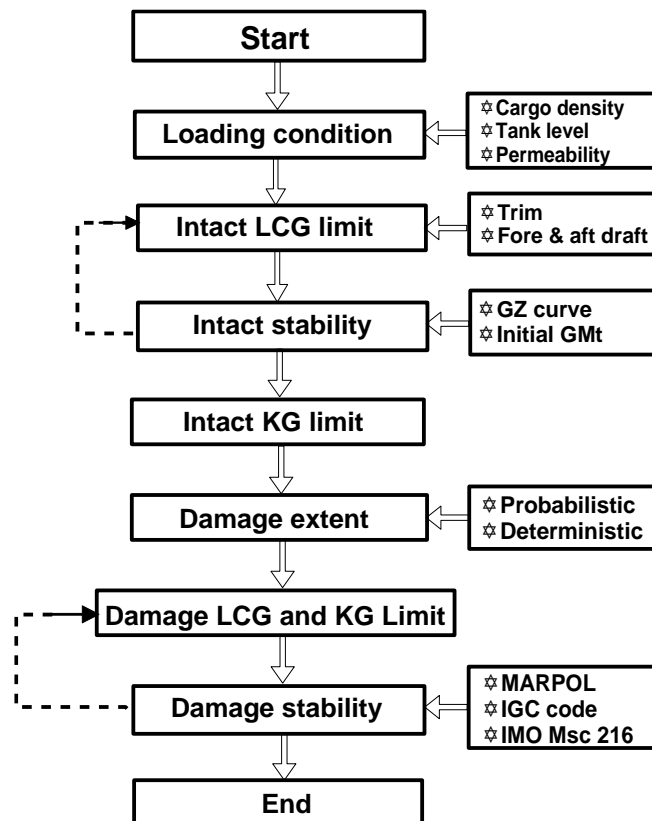 Start
Loading condition
✡ Cargo density
✡ Tank level
✡ Permeability
Intact LCG limit
✡ Trim
✡ Fore & aft draft
Intact stability
✡ GZ curve
✡ Initial GMt
Intact KG limit
Damage extent
✡ Probabilistic
✡ Deterministic
Damage LCG and KG Limit
Damage stability
✡ MARPOL
✡ IGC code
✡ IMO Msc 216
End